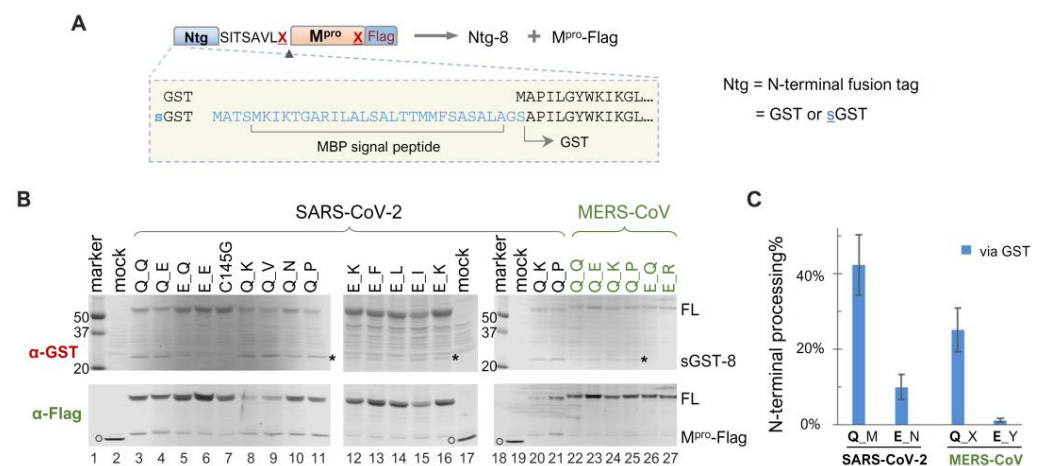 A
Ntg SITSAVLX Mpro X Flag Ntg-8 + Mpro-Flag
GST MAPILGYWKIKGL...
sGST MATSMKIKTGARILALSALTTMMFSASALAGSAPILGYWKIKGL...
MBP signal peptide
GST
Ntg = N-terminal fusion tag
= GST or sGST
B
SARS-CoV-2 MERS-CoV
marker mock Q_Q Q_E E_Q E_E C145G Q_K Q_V Q_N Q_P E_K E_F E_L E_I E_K mock marker mock Q_K Q_P Q_Q Q_E Q_K Q_P E_Q E_R
50 50 FL
37 37
α-GST * * * sGST-8
20 20
α-Flag FL
Mpro-Flag
1 2 3 4 5 6 7 8 9 10 11 12 13 14 15 16 17 18 19 20 21 22 23 24 25 26 27
C
N-terminal processing%
via GST
40%
20%
0%
Q_M E_N Q_X E_Y
SARS-CoV-2 MERS-CoV